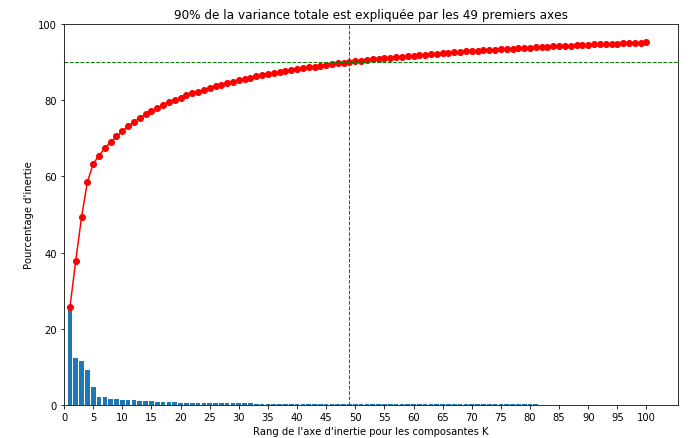 90% de la variance totale est expliquée par les 49 premiers axes
100
80
60
40
20
0
Pourcentage d'inertie
0 5 10 15 20 25 30 35 40 45 50 55 60 65 70 75 80 85 90 95 100
Rang de l'axe d'inertie pour les composantes K